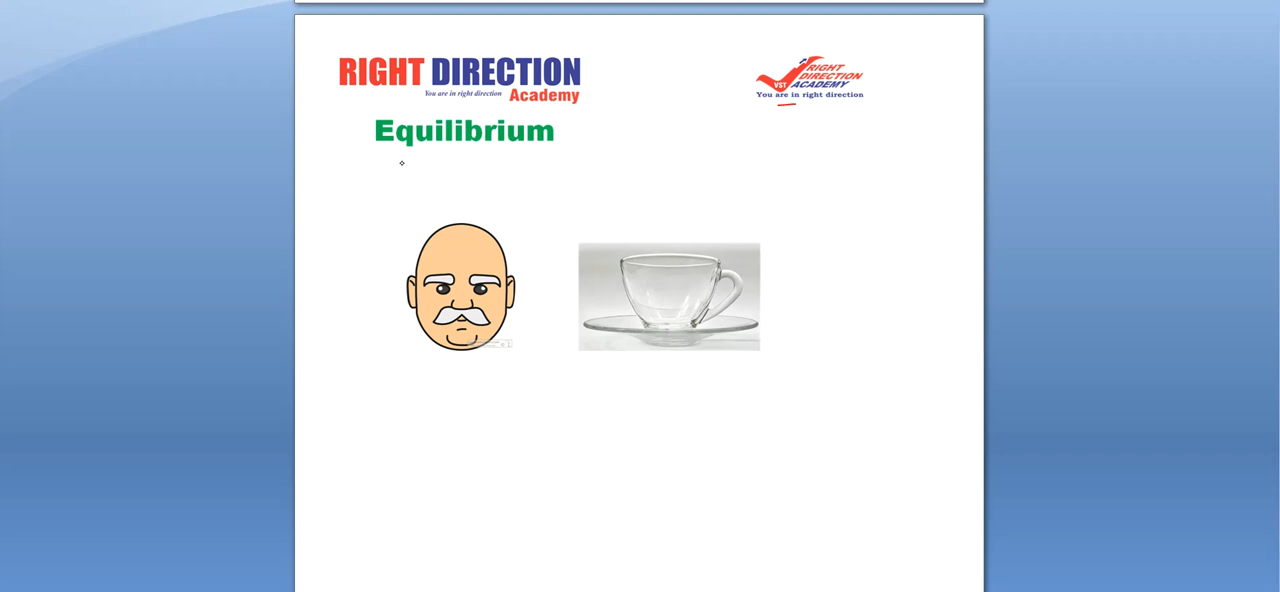 RIGHT DIRECTION
You are in right direction Academy
RIGHT
DIRECTION
VST ACADEMY
You are in right direction
Equilibrium